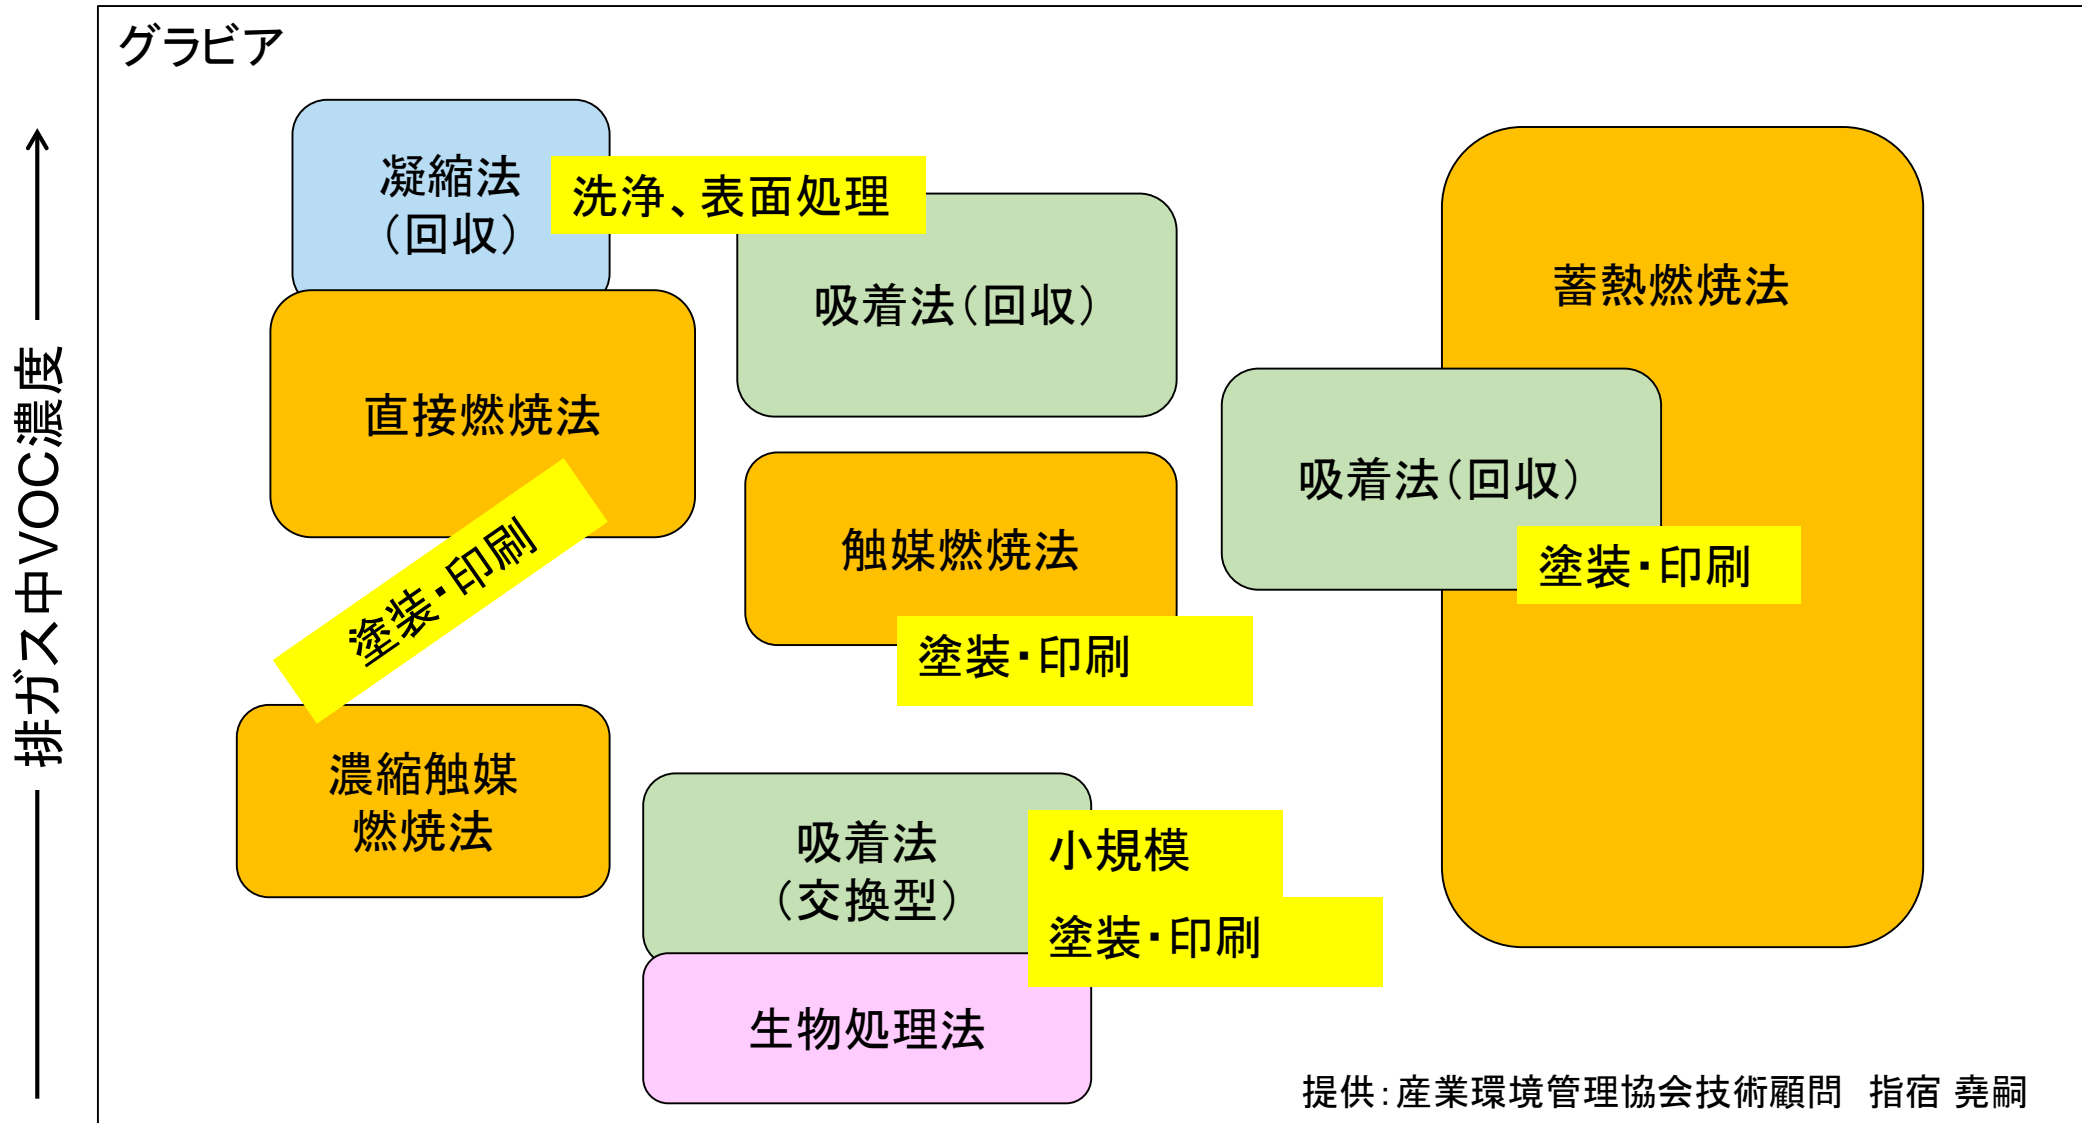 グラビア
排ガス中VOC濃度
凝縮法
（回収）
洗浄、表面処理
吸着法（回収）
蓄熱燃焼法
直接燃焼法
吸着法（回収）
塗装・印刷
触媒燃焼法
塗装・印刷
塗装・印刷
濃縮触媒
燃焼法
吸着法
（交換型）
小規模
塗装・印刷
生物処理法
提供：産業環境管理協会技術顧問　指宿 堯嗣